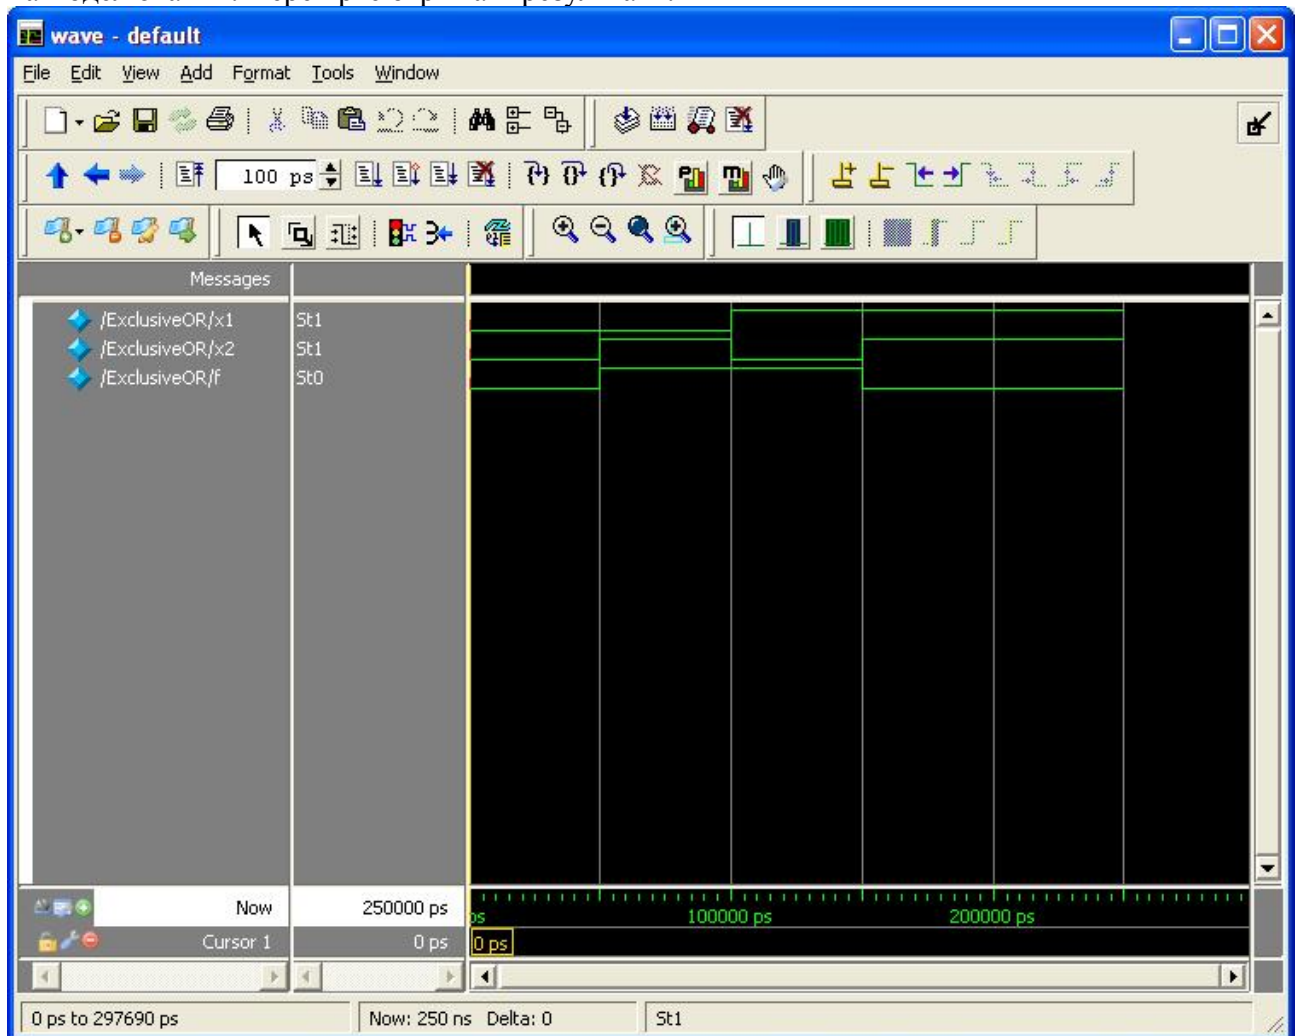 wave - default
File Edit View Add Format Tools Window
100 ps
Messages
/ExclusiveOR/x1 St1
/ExclusiveOR/x2 St1
/ExclusiveOR/f St0
Now 250000 ps
ps 100000 ps 200000 ps
Cursor 1 0 ps 0 ps
0 ps to 297690 ps Now: 250 ns Delta: 0 St1